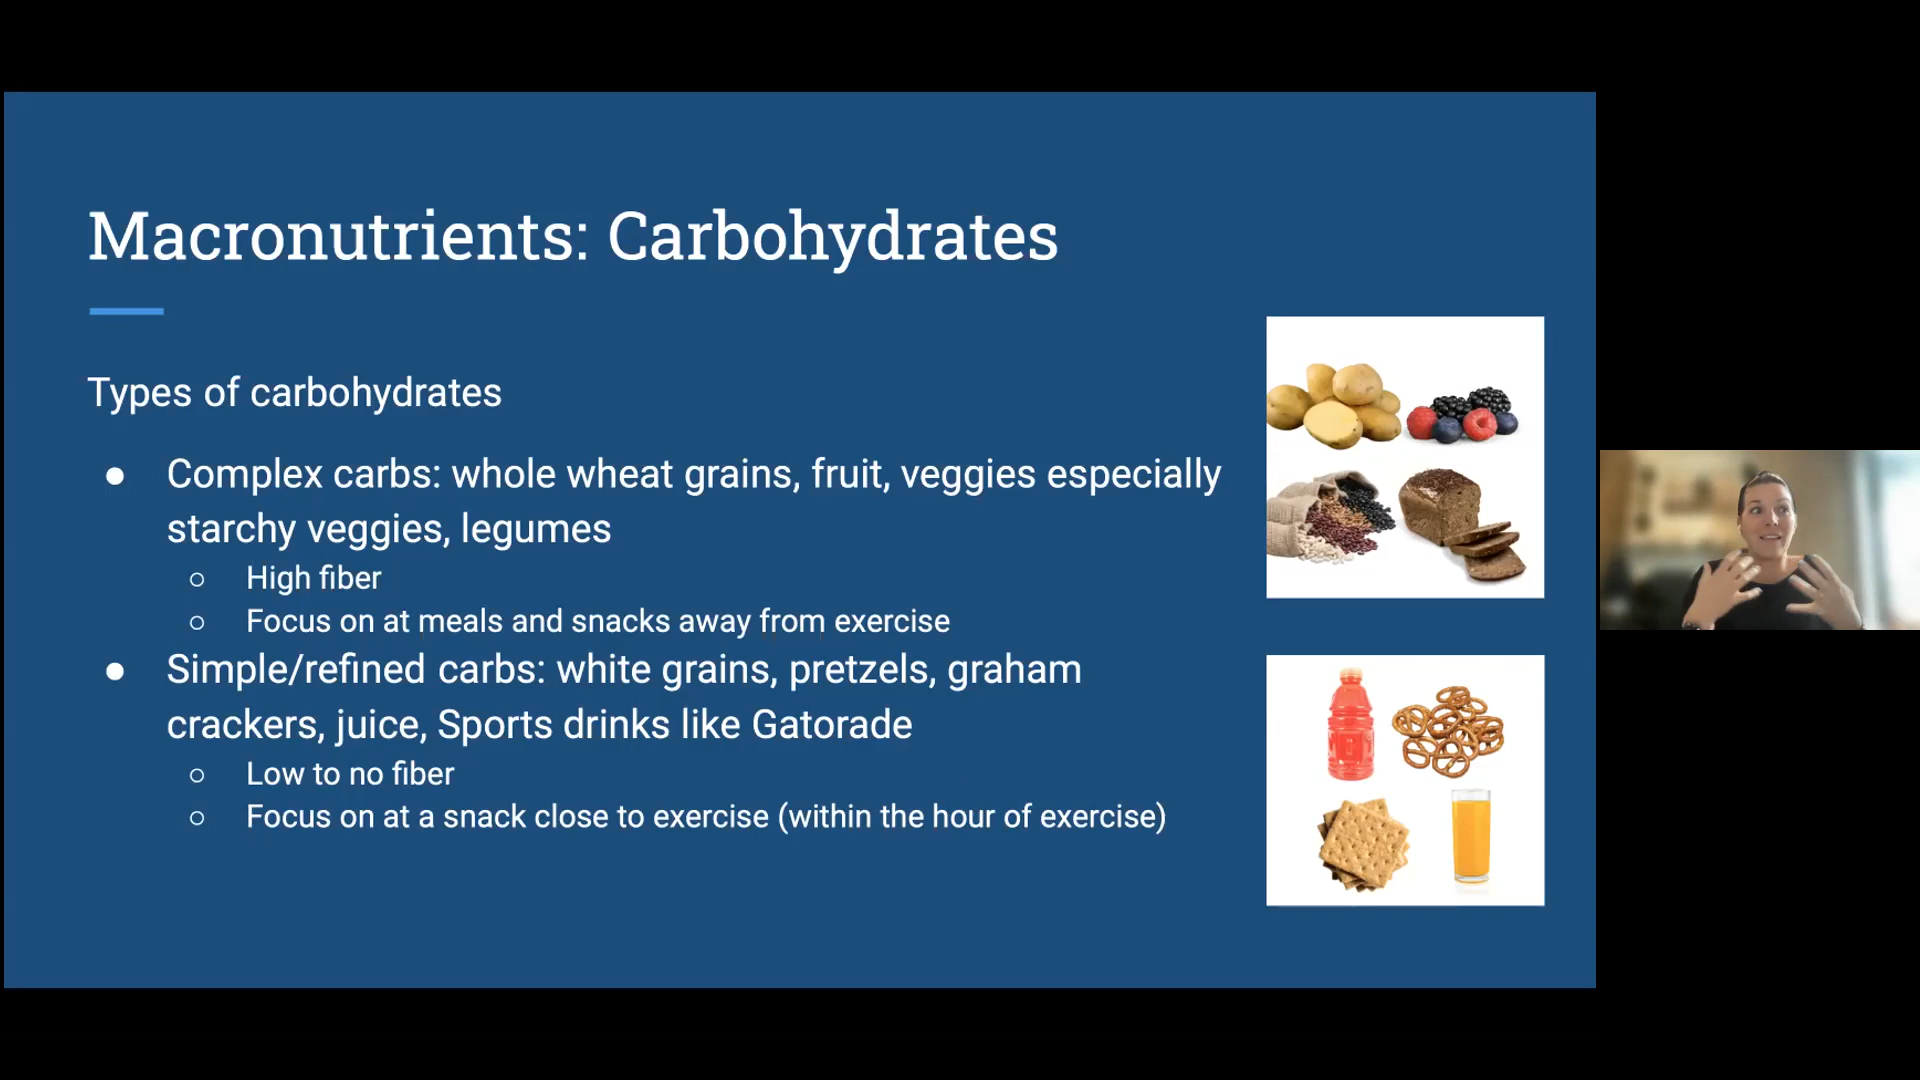 Macronutrients: Carbohydrates
Types of carbohydrates
● Complex carbs: whole wheat grains, fruit, veggies especially
starchy veggies, legumes
○ High fiber
○ Focus on at meals and snacks away from exercise
● Simple/refined carbs: white grains, pretzels, graham
crackers, juice, Sports drinks like Gatorade
○ Low to no fiber
○ Focus on at a snack close to exercise (within the hour of exercise)